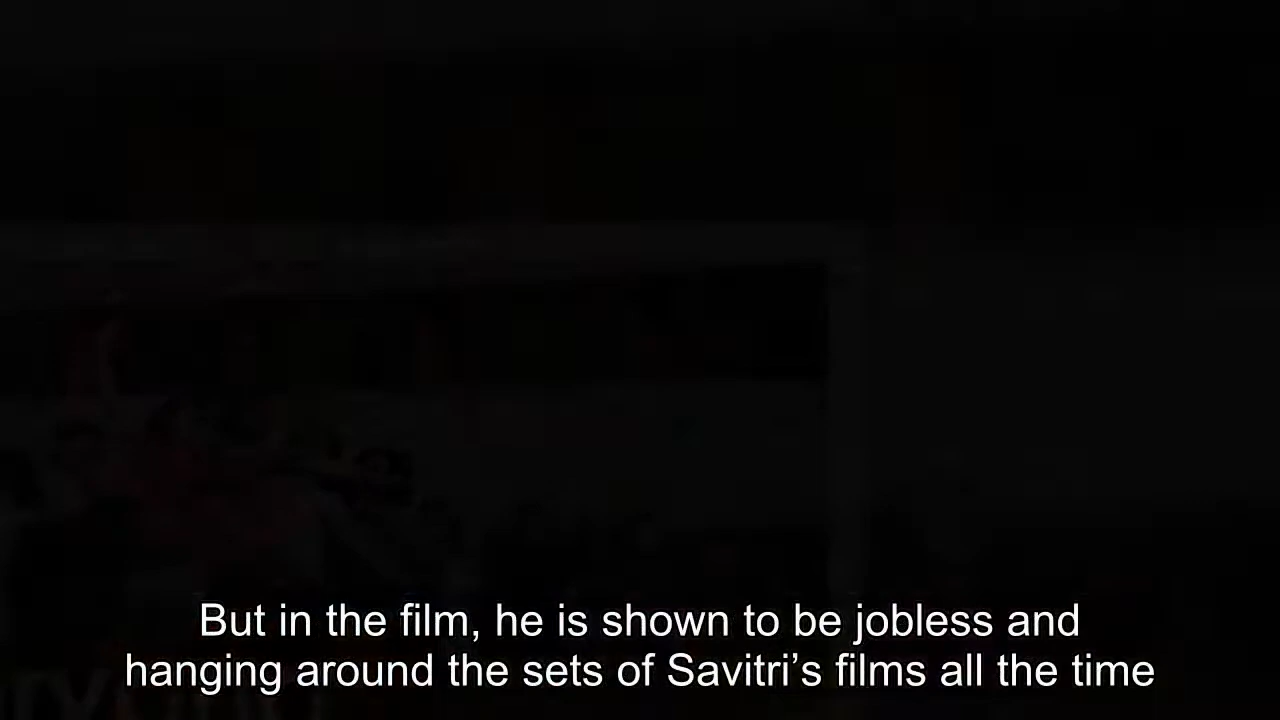 But in the film, he is shown to be jobless and
hanging around the sets of Savitri’s films all the time